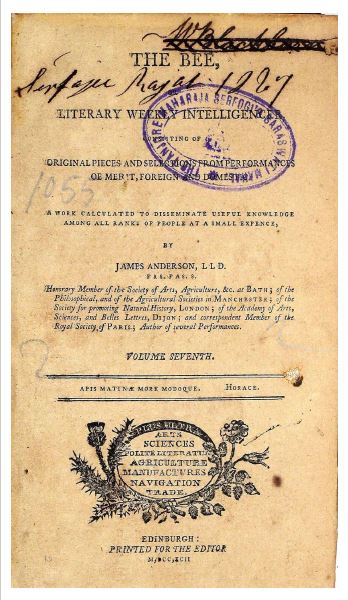 THE BEE,
Serfojee Rajah 1827
LITERARY WEEKLY INTELLIGENCER
CONSISTING OF
ORIGINAL PIECES AND SELECTIONS FROM PERFORMANCES
OF MERIT, FOREIGN AND DOMESTIC
1055
A WORK CALCULATED TO DISSEMINATE USEFUL KNOWLEDGE
AMONG ALL RANKS OF PEOPLE AT A SMALL EXPENCE,
BY
JAMES ANDERSON, L L D.
F R S. F A S. S.
Honorary Member of the Society of Arts, Agriculture, &c. at BATH; of the
Philosophical, and of the Agricultural Societies in MANCHESTER; of the
Society for promoting Natural History, LONDON; of the Academy of Arts,
Sciences, and Belles Lettres, DIJON; and correspondent Member of the
Royal Society of PARIS; Author of several Performances.
VOLUME SEVENTH.
APIS MATINÆ MORE MODOQUE. HORACE.
PLUS ULTRA
ARTS
SCIENCES
POLITE LITERATURE
AGRICULTURE
MANUFACTURES
NAVIGATION
TRADE.
EDINBURGH:
PRINTED FOR THE EDITOR
M,DCC,XCII